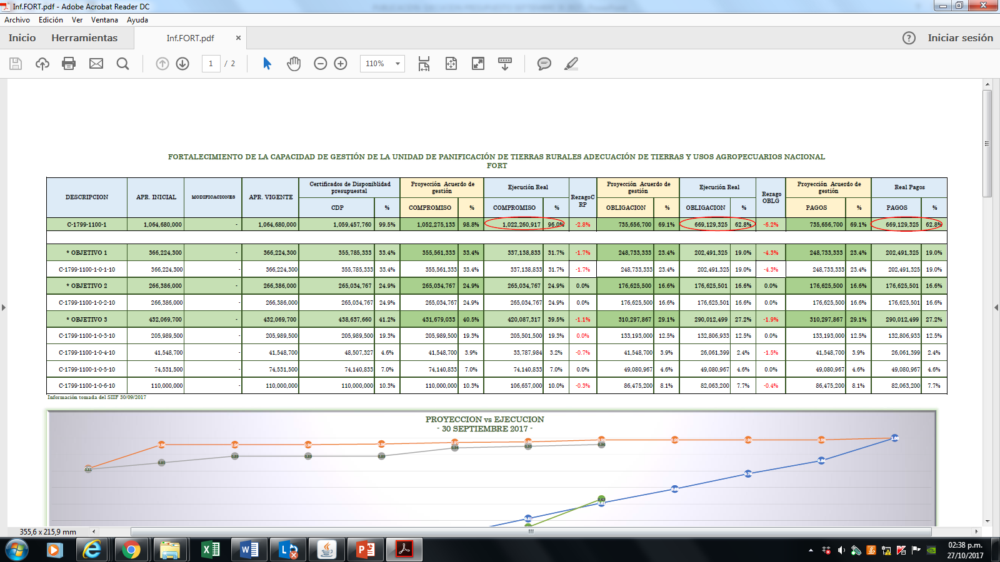 Inf.FORT.pdf - Adobe Acrobat Reader DC
Archivo Edición Ver Ventana Ayuda
Inicio Herramientas Inf.FORT.pdf × ? Iniciar sesión
1 / 2 110%
FORTALECIMIENTO DE LA CAPACIDAD DE GESTIÓN DE LA UNIDAD DE PANIFICACIÓN DE TIERRAS RURALES ADECUACIÓN DE TIERRAS Y USOS AGROPECUARIOS NACIONAL
FORT
DESCRIPCION APR. INICIAL MODIFICACIONES APR. VIGENTE Certificados de Disponiblidad presupuestal Proyección Acuerdo de gestión Ejecución Real RezagoC RP Proyección Acuerdo de gestión Ejecución Real Rezago OBLG Proyección Acuerdo de gestión Real Pagos
CDP % COMPROMISO % COMPROMISO % OBLIGACION % OBLIGACION % PAGOS % PAGOS %
C-1799-1100-1 1,064,680,000 - 1,064,680,000 1,059,457,760 99.5% 1,052,275,133 98.8% 1,022,260,917 96.0% -2.8% 735,656,700 69.1% 669,129,325 62.8% -6.2% 735,656,700 69.1% 669,129,325 62.8%
* OBJETIVO 1 366,224,300 - 366,224,300 355,785,333 33.4% 355,561,333 33.4% 337,138,833 31.7% -1.7% 248,733,333 23.4% 202,491,325 19.0% -4.3% 248,733,333 23.4% 202,491,325 19.0%
C-1799-1100-1-0-1-10 366,224,300 - 366,224,300 355,785,333 33.4% 355,561,333 33.4% 337,138,833 31.7% -1.7% 248,733,333 23.4% 202,491,325 19.0% -4.3% 248,733,333 23.4% 202,491,325 19.0%
* OBJETIVO 2 266,386,000 - 266,386,000 265,034,767 24.9% 265,034,767 24.9% 265,034,767 24.9% 0.0% 176,625,500 16.6% 176,625,501 16.6% 0.0% 176,625,500 16.6% 176,625,501 16.6%
C-1799-1100-1-0-2-10 266,386,000 - 266,386,000 265,034,767 24.9% 265,034,767 24.9% 265,034,767 24.9% 0.0% 176,625,500 16.6% 176,625,501 16.6% 0.0% 176,625,500 16.6% 176,625,501 16.6%
* OBJETIVO 3 432,069,700 - 432,069,700 438,637,660 41.2% 431,679,033 40.5% 420,087,317 39.5% -1.1% 310,297,867 29.1% 290,012,499 27.2% -1.9% 310,297,867 29.1% 290,012,499 27.2%
C-1799-1100-1-0-3-10 205,989,500 - 205,989,500 205,989,500 19.3% 205,989,500 19.3% 205,501,500 19.3% 0.0% 133,193,000 12.5% 132,806,933 12.5% 0.0% 133,193,000 12.5% 132,806,933 12.5%
C-1799-1100-1-0-4-10 41,548,700 - 41,548,700 48,507,327 4.6% 41,548,700 3.9% 33,787,984 3.2% -0.7% 41,548,700 3.9% 26,061,399 2.4% -1.5% 41,548,700 3.9% 26,061,399 2.4%
C-1799-1100-1-0-5-10 74,531,500 - 74,531,500 74,140,833 7.0% 74,140,833 7.0% 74,140,833 7.0% 0.0% 49,080,967 4.6% 49,080,967 4.6% 0.0% 49,080,967 4.6% 49,080,967 4.6%
C-1799-1100-1-0-6-10 110,000,000 - 110,000,000 110,000,000 10.3% 110,000,000 10.3% 106,657,000 10.0% -0.3% 86,475,200 8.1% 82,063,200 7.7% -0.4% 86,475,200 8.1% 82,063,200 7.7%
Información tomada del SIIF 30/09/2017
PROYECCION vs EJECUCION
- 30 SEPTIEMBRE 2017 -
355,6 x 215,9 mm
02:38 p.m.
27/10/2017